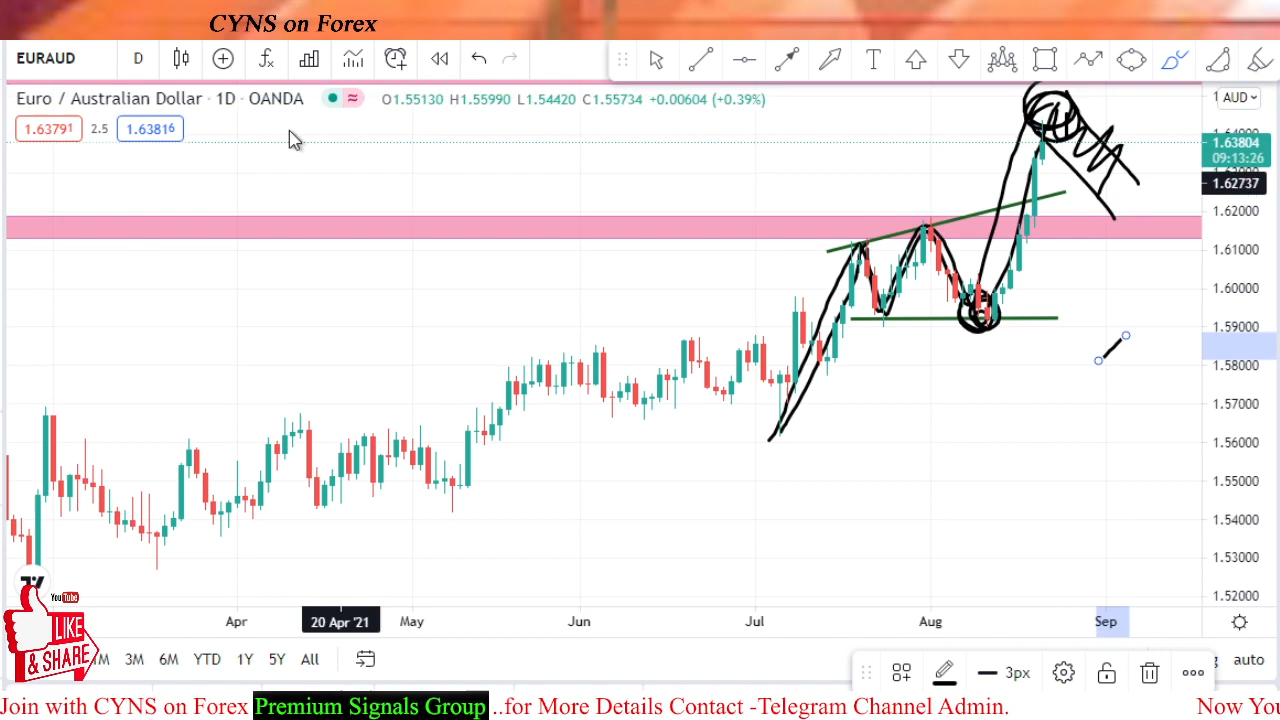 CYNS on Forex
EURAUD D
Euro / Australian Dollar · 1D · OANDA O1.55130 H1.55990 L1.54420 C1.55734 +0.00604 (+0.39%)
1.63791 2.5 1.63816
AUD
1.64000
1.63804
09:13:26
1.62737
1.62000
1.61000
1.60000
1.59000
1.58000
1.57000
1.56000
1.55000
1.54000
1.53000
1.52000
Apr 20 Apr '21 May Jun Jul Aug Sep
YouTube
LIKE
& SHARE
3M 6M YTD 1Y 5Y All
3px
auto
Join with CYNS on Forex Premium Signals Group ..for More Details Contact -Telegram Channel Admin. Now You